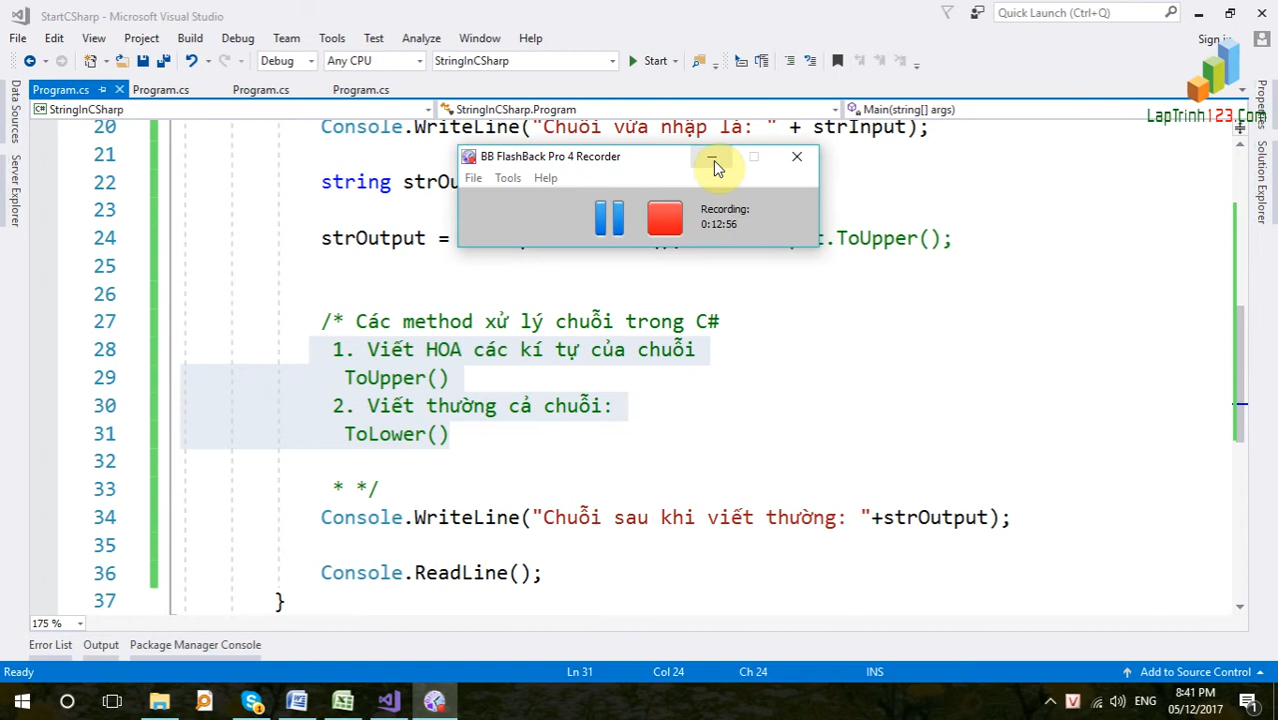 StartCSharp - Microsoft Visual Studio
Quick Launch (Ctrl+Q)
File Edit View Project Build Debug Team Tools Test Analyze Window Help
Sign in
Debug Any CPU StringInCSharp Start
Program.cs Program.cs Program.cs Program.cs
StringInCSharp StringInCSharp.Program Main(string[] args)
LapTrinh123.Com
Data Sources
Server Explorer
Properties
Solution Explorer
20 Console.WriteLine("Chuỗi vừa nhập là: " + strInput);
21
22 string
23
24 strOutput = .ToUpper();
25
26
27 /* Các method xử lý chuỗi trong C#
28 1. Viết HOA các kí tự của chuỗi
29 ToUpper()
30 2. Viết thường cả chuỗi:
31 ToLower()
32
33 * */
34 Console.WriteLine("Chuỗi sau khi viết thường: "+strOutput);
35
36 Console.ReadLine();
37 }
BB FlashBack Pro 4 Recorder
File Tools Help
Recording:
0:12:56
175 %
Error List Output Package Manager Console
Ready Ln 31 Col 24 Ch 24 INS Add to Source Control
ENG
8:41 PM
05/12/2017